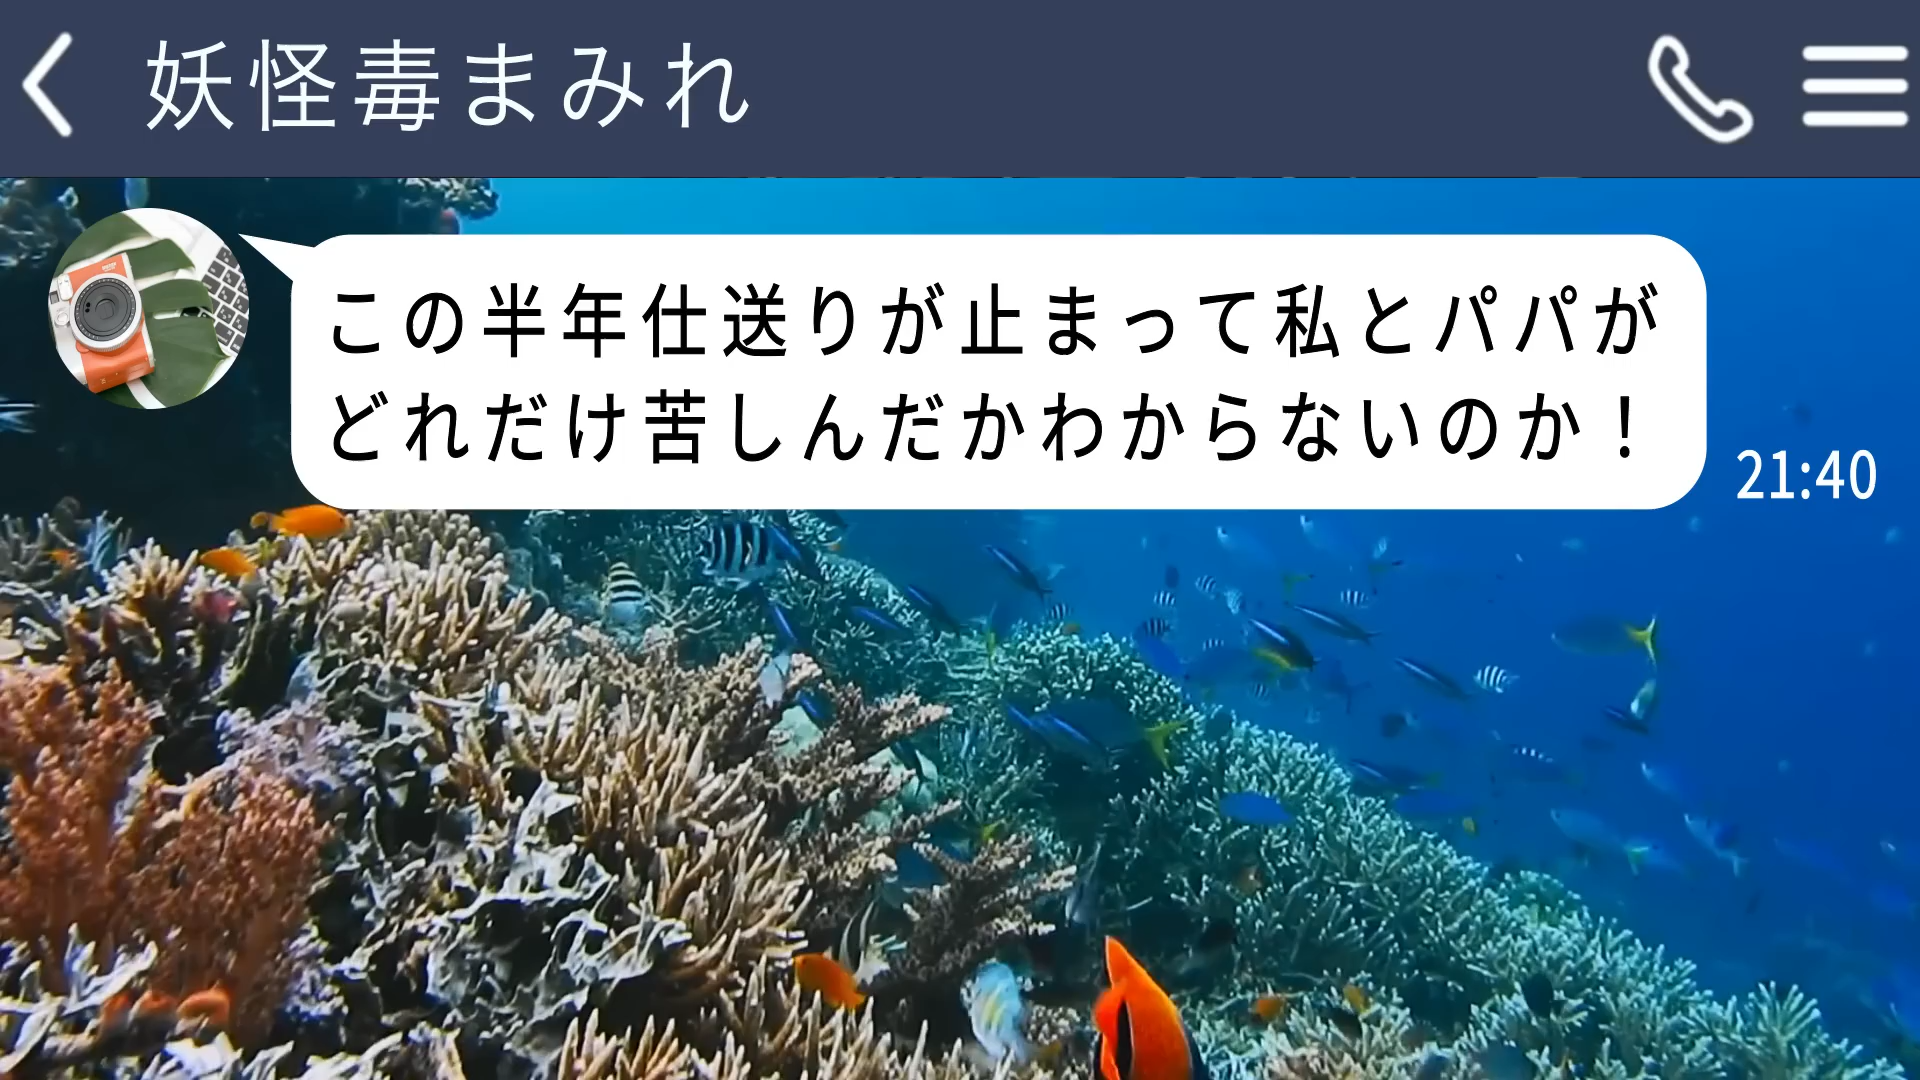 妖怪毒まみれ
この半年仕送りが止まって私とパパが
どれだけ苦しんだかわからないのか！
21:40